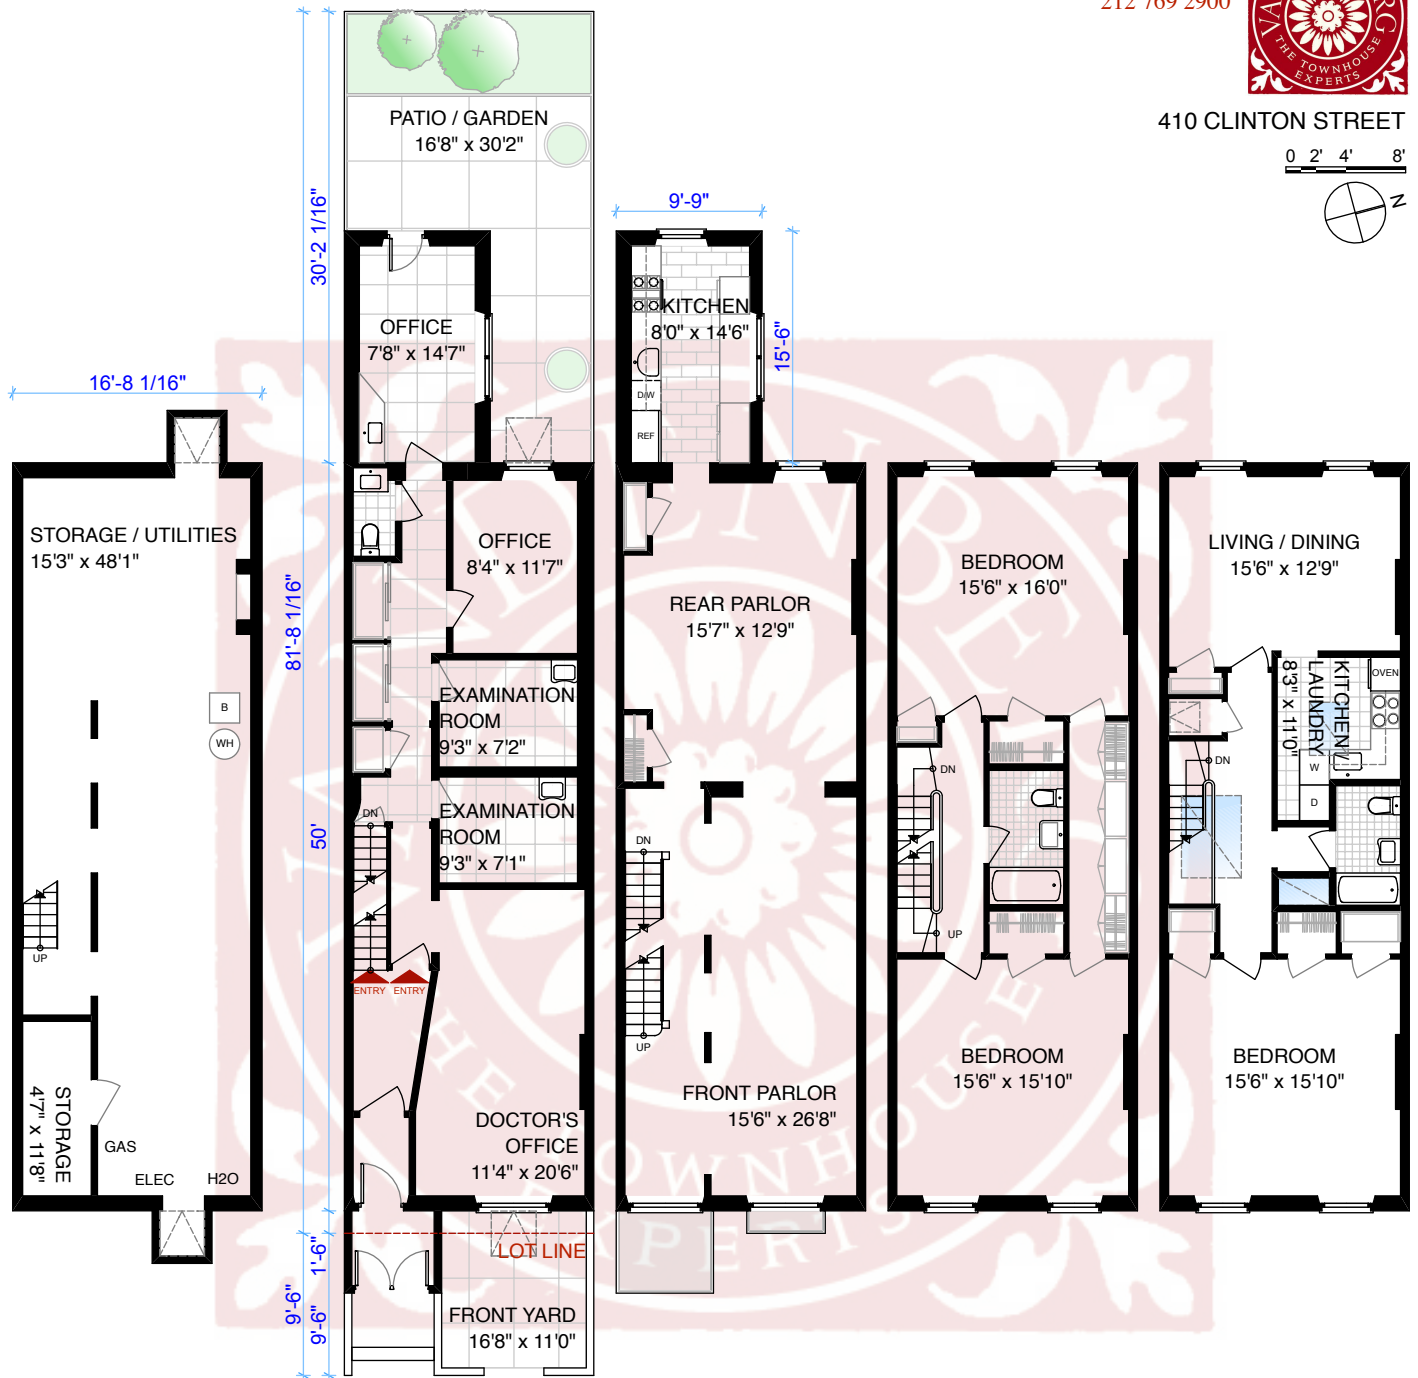 212 769 2900
THE TOWNHOUSE
EXPERTS
410 CLINTON STREET
0 2' 4' 8'
N
PATIO / GARDEN
16'8" x 30'2"
30'-2 1/16"
9'-9"
OFFICE
7'8" x 14'7"
KITCHEN
8'0" x 14'6"
15'-6"
D/W
REF
16'-8 1/16"
STORAGE / UTILITIES
15'3" x 48'1"
B
WH
UP
STORAGE
4'7" x 11'8"
GAS
ELEC
H2O
81'-8 1/16"
50'
OFFICE
8'4" x 11'7"
EXAMINATION
ROOM
9'3" x 7'2"
EXAMINATION
ROOM
9'3" x 7'1"
DN
ENTRY
ENTRY
DOCTOR'S
OFFICE
11'4" x 20'6"
LOT LINE
1'-6"
9'-6"
9'-6"
FRONT YARD
16'8" x 11'0"
REAR PARLOR
15'7" x 12'9"
DN
UP
FRONT PARLOR
15'6" x 26'8"
BEDROOM
15'6" x 16'0"
DN
UP
BEDROOM
15'6" x 15'10"
LIVING / DINING
15'6" x 12'9"
KITCHEN /
LAUNDRY
8'3" x 11'0"
OVEN
W
D
DN
BEDROOM
15'6" x 15'10"
THE TOWNHOUSE
EXPERTS